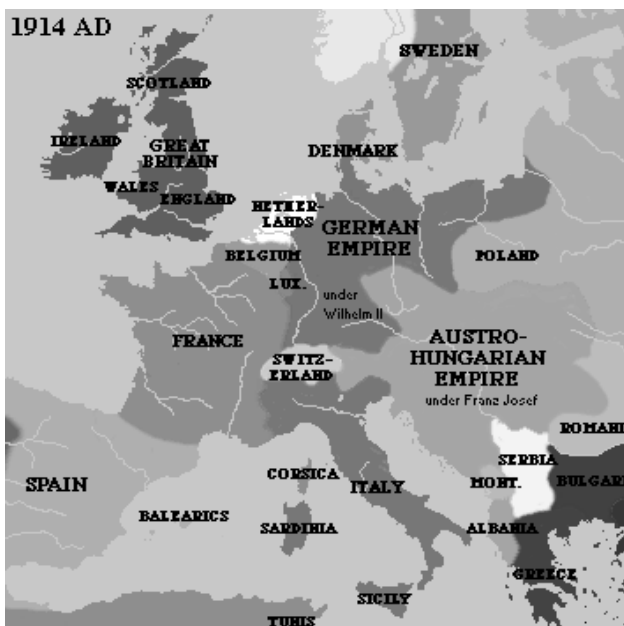 1914 AD
SWEDEN
SCOTLAND
IRELAND
GREAT
BRITAIN
DENMARK
WALES
ENGLAND
NETHER-
LANDS
GERMAN
EMPIRE
BELGIUM
POLAND
LUX.
under
Wilhelm II
FRANCE
AUSTRO-
HUNGARIAN
EMPIRE
under Franz Josef
SWITZ-
ERLAND
ROMANI
SERBIA
CORSICA
ITALY
MONT.
BULGARI
SPAIN
BALEARICS
SARDINIA
ALBANIA
GREECE
SICILY
TUNIS